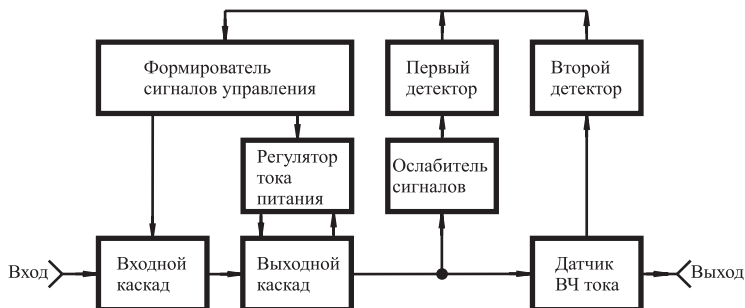 Формирователь
сигналов управления
Первый
детектор
Второй
детектор
Регулятор
тока
питания
Ослабитель
сигналов
Вход
Входной
каскад
Выходной
каскад
Датчик
ВЧ тока
Выход